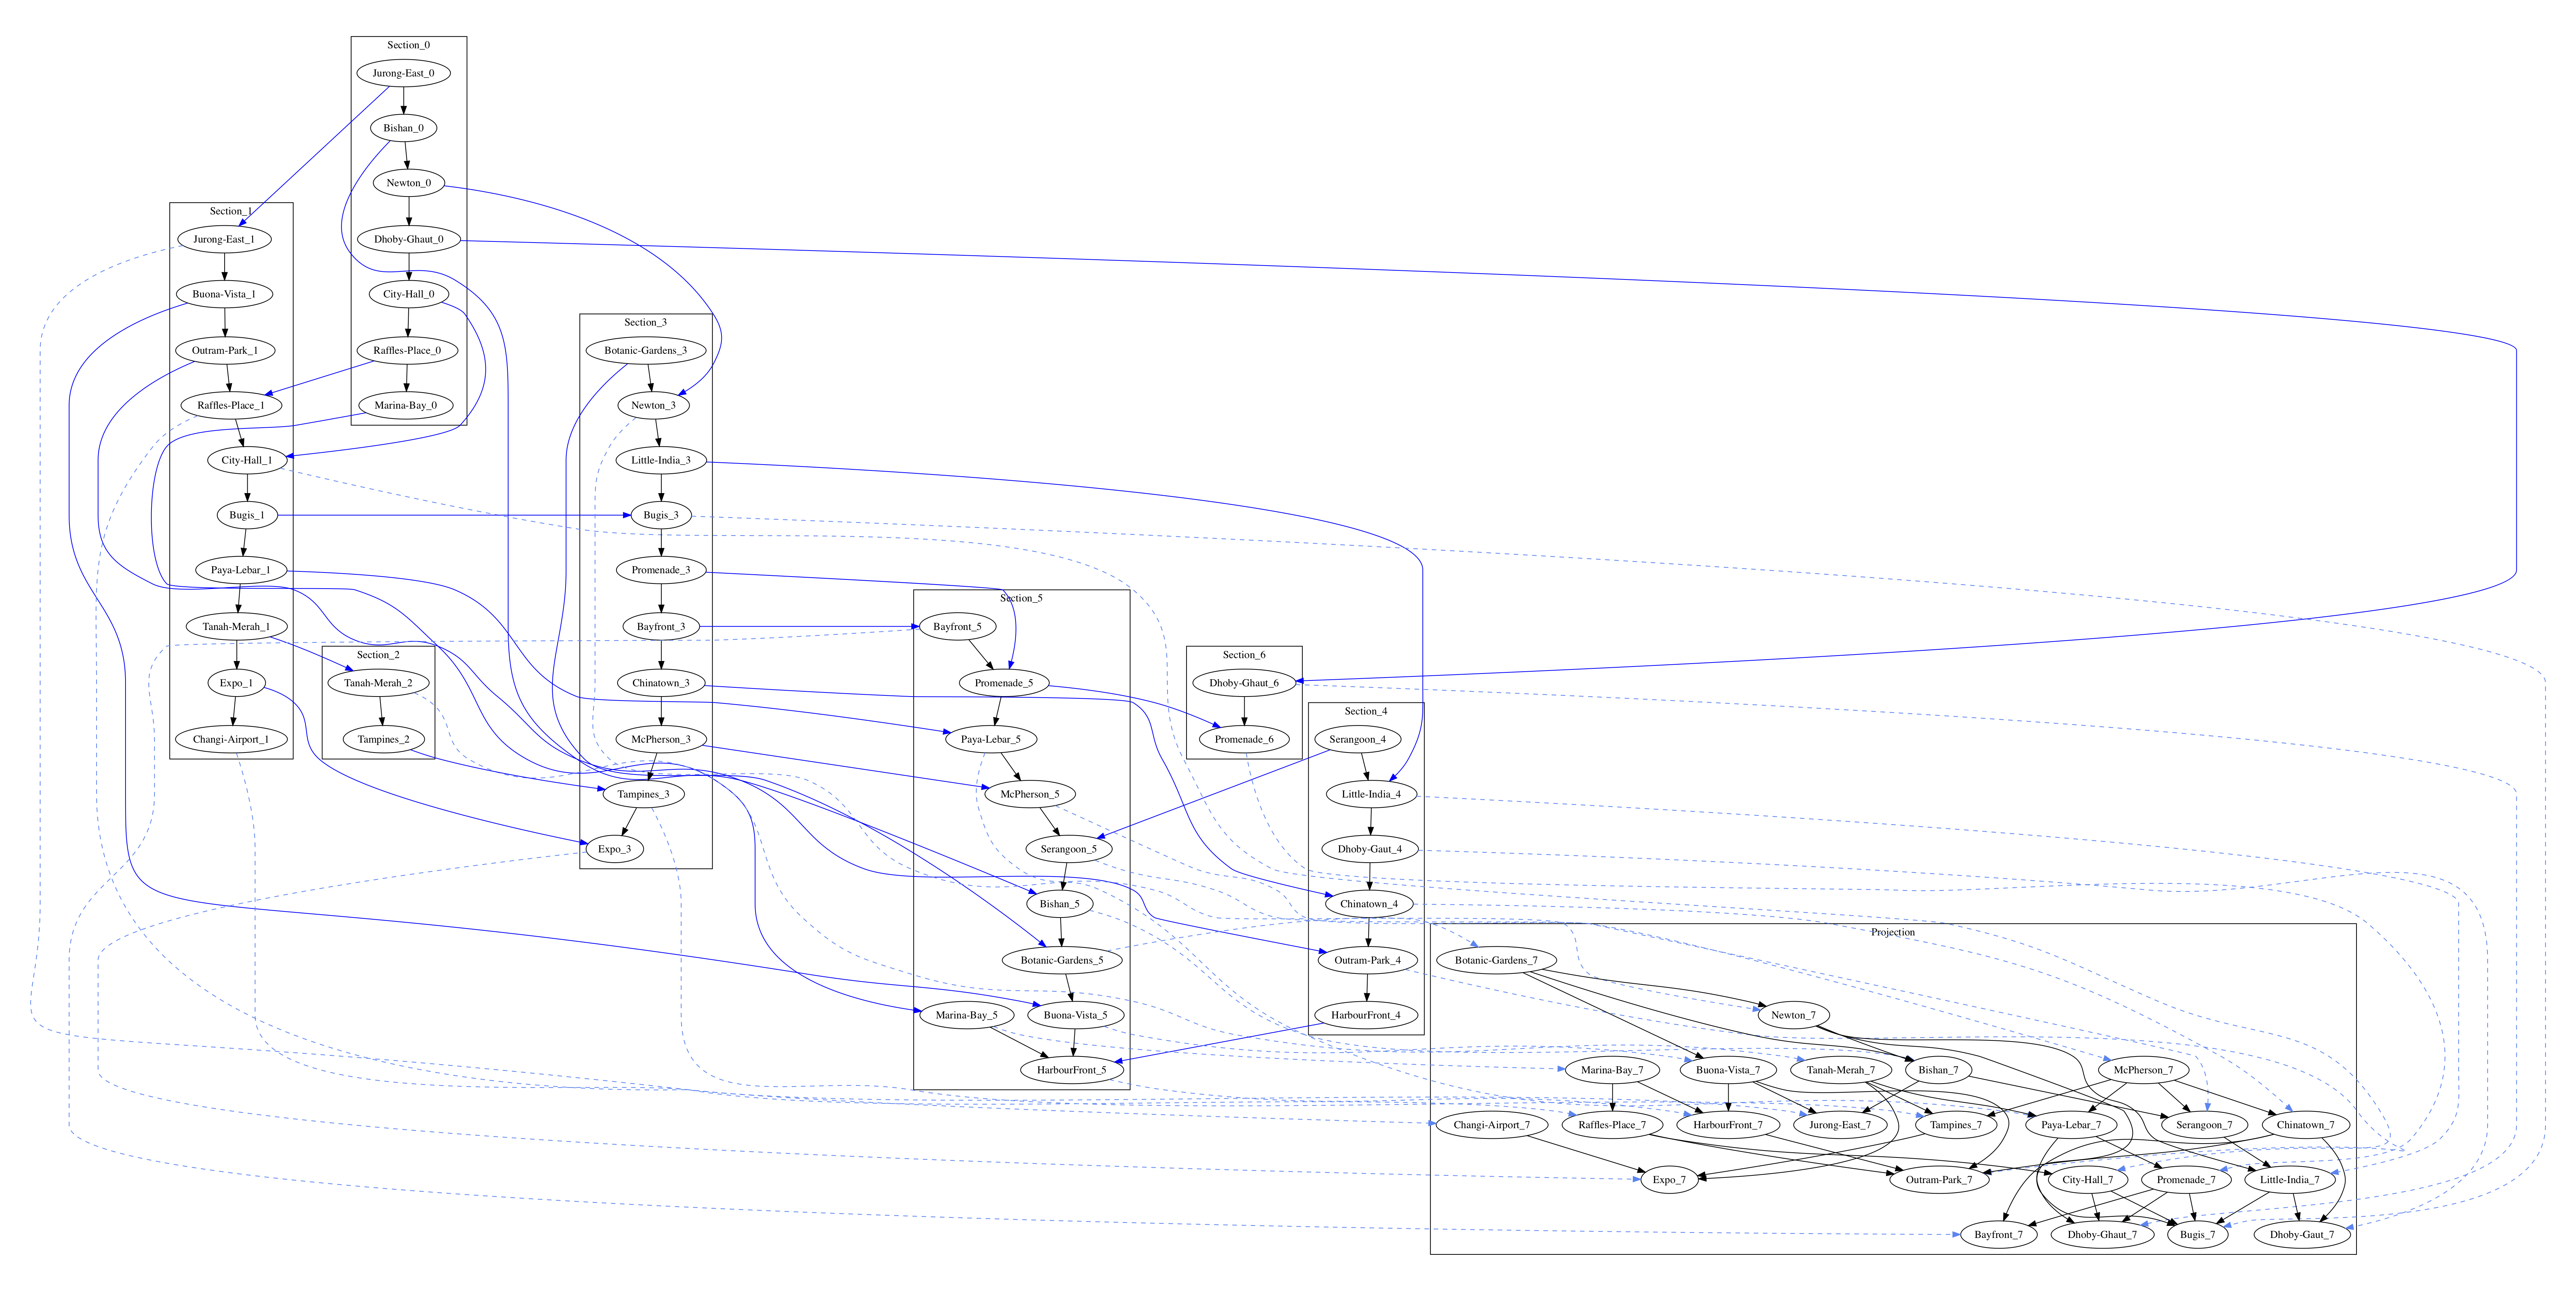 Section_0
Jurong-East_0
Bishan_0
Newton_0
Dhoby-Ghaut_0
City-Hall_0
Raffles-Place_0
Marina-Bay_0
Section_1
Jurong-East_1
Buona-Vista_1
Outram-Park_1
Raffles-Place_1
City-Hall_1
Bugis_1
Paya-Lebar_1
Tanah-Merah_1
Expo_1
Changi-Airport_1
Section_2
Tanah-Merah_2
Tampines_2
Section_3
Botanic-Gardens_3
Newton_3
Little-India_3
Bugis_3
Promenade_3
Bayfront_3
Chinatown_3
McPherson_3
Tampines_3
Expo_3
Section_5
Bayfront_5
Promenade_5
Paya-Lebar_5
McPherson_5
Serangoon_5
Bishan_5
Botanic-Gardens_5
Marina-Bay_5
Buona-Vista_5
HarbourFront_5
Section_6
Dhoby-Ghaut_6
Promenade_6
Section_4
Serangoon_4
Little-India_4
Dhoby-Gaut_4
Chinatown_4
Outram-Park_4
HarbourFront_4
Projection
Botanic-Gardens_7
Newton_7
Marina-Bay_7
Buona-Vista_7
Tanah-Merah_7
Bishan_7
McPherson_7
Changi-Airport_7
Raffles-Place_7
HarbourFront_7
Jurong-East_7
Tampines_7
Paya-Lebar_7
Serangoon_7
Chinatown_7
Expo_7
Outram-Park_7
City-Hall_7
Promenade_7
Little-India_7
Bayfront_7
Dhoby-Ghaut_7
Bugis_7
Dhoby-Gaut_7